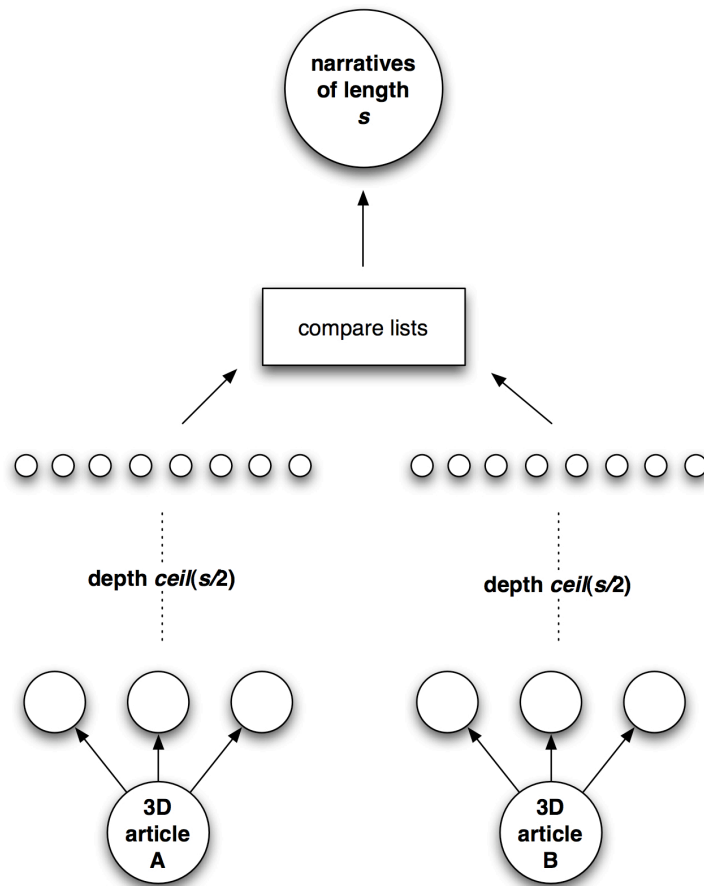 narratives
of length
s
compare lists
depth ceil(s/2)
depth ceil(s/2)
3D
article
A
3D
article
B